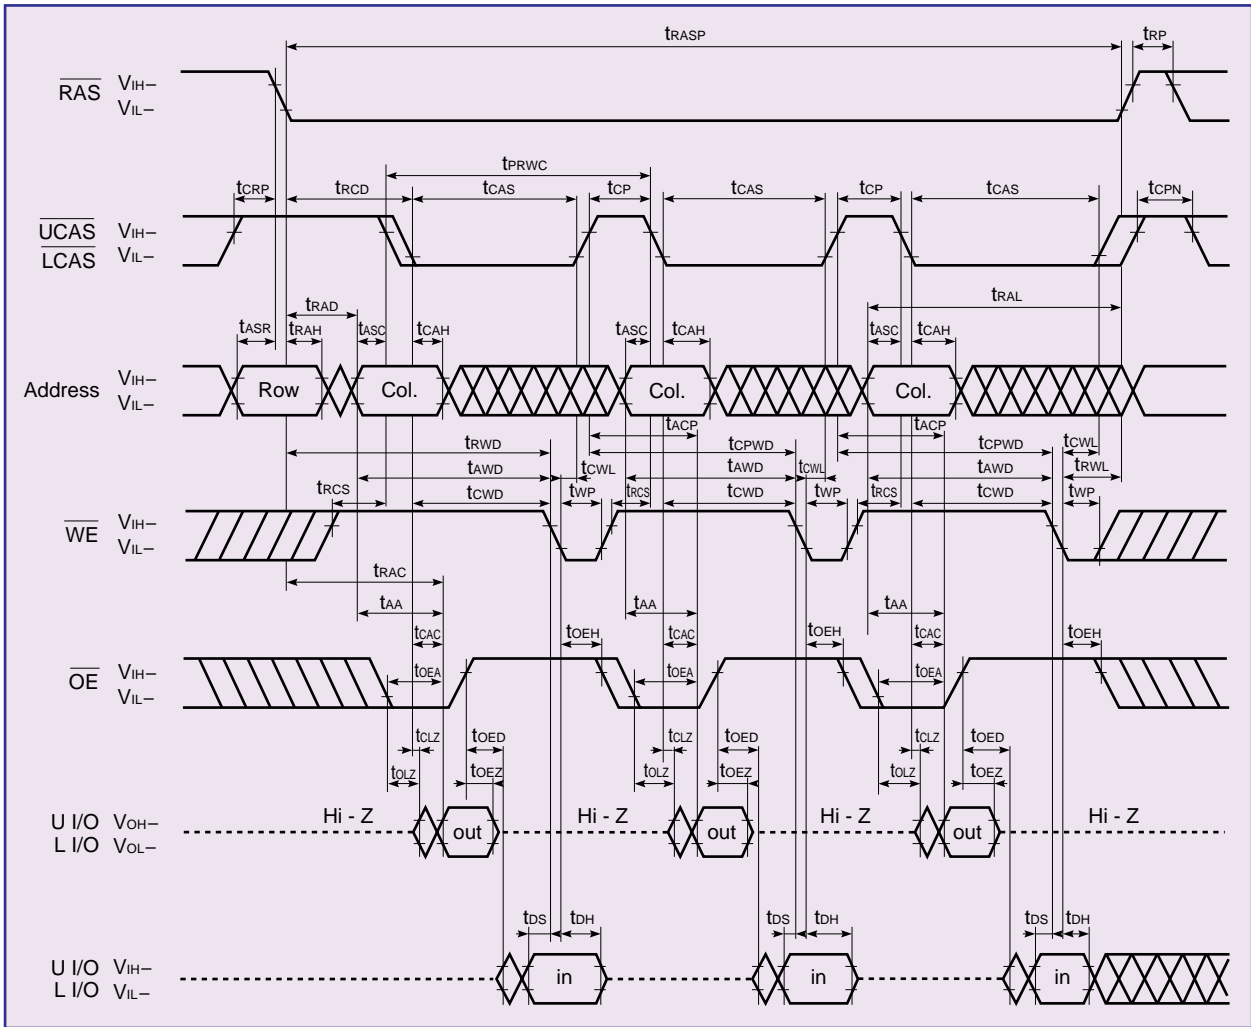 tRASP tRP
RAS VIH–
VIL–
tPRWC
tCRP tRCD tCAS tCP tCAS tCP tCAS tCPN
UCAS VIH–
LCAS VIL–
tRAD tRAL
tASR tRAH tASC tCAH tASC tCAH tASC tCAH
Address VIH–
VIL–
Row Col. Col. Col.
tACP tACP
tRWD tCPWD tCPWD tCWL
tAWD tCWL tAWD tCWL tAWD tRWL
tRCS tCWD tWP tRCS tCWD tWP tRCS tCWD tWP
WE VIH–
VIL–
tRAC
tAA tAA tAA
tCAC tOEH tCAC tOEH tCAC tOEH
OE VIH–
VIL–
tOEA tOEA tOEA
tCLZ tOED tCLZ tOED tCLZ tOED
tOLZ tOEZ tOLZ tOEZ tOLZ tOEZ
Hi - Z Hi - Z Hi - Z Hi - Z
U I/O VOH–
L I/O VOL–
out out out
tDS tDH tDS tDH tDS tDH
U I/O VIH–
L I/O VIL–
in in in